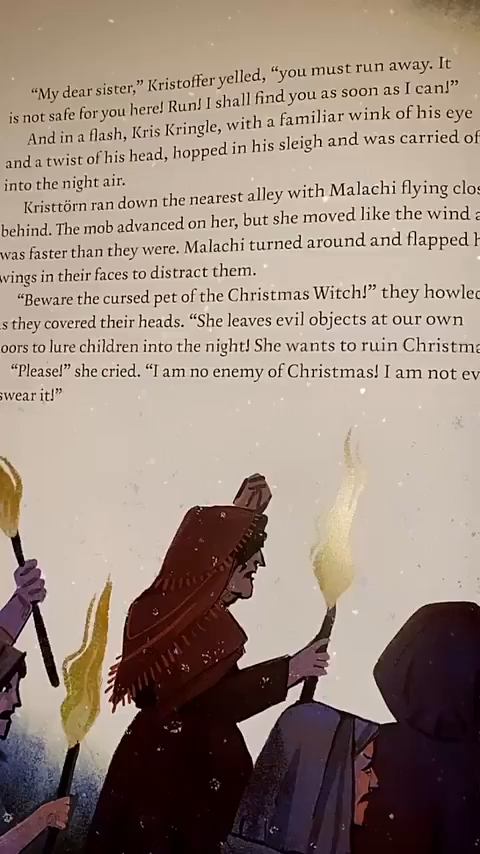 “My dear sister,” Kristoffer yelled, “you must run away. It
is not safe for you here! Run! I shall find you as soon as I can!”
And in a flash, Kris Kringle, with a familiar wink of his eye
and a twist of his head, hopped in his sleigh and was carried of
into the night air.
Kristtörn ran down the nearest alley with Malachi flying clos
behind. The mob advanced on her, but she moved like the wind a
was faster than they were. Malachi turned around and flapped h
wings in their faces to distract them.
“Beware the cursed pet of the Christmas Witch!” they howled
s they covered their heads. “She leaves evil objects at our own
oors to lure children into the night! She wants to ruin Christma
“Please!” she cried. “I am no enemy of Christmas! I am not ev
swear it!”